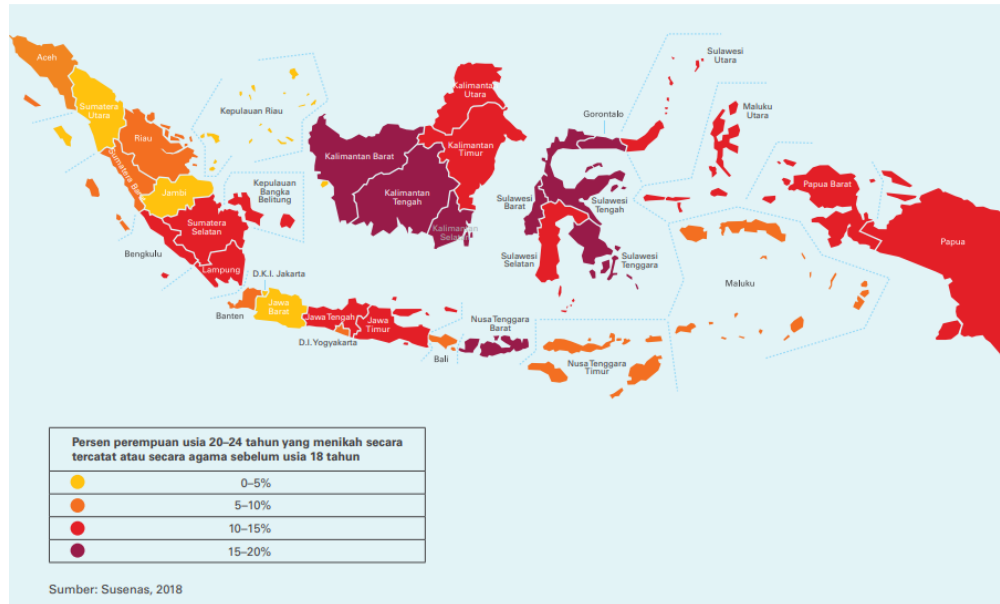 Aceh
Sumatera
Utara
Riau
Kepulauan Riau
Sumatera Barat
Jambi
Kepulauan
Bangka
Belitung
Sumatera
Selatan
Bengkulu
Lampung
D.K.I. Jakarta
Banten
Jawa
Barat
Jawa Tengah
D.I. Yogyakarta
Jawa
Timur
Bali
Nusa Tenggara
Barat
Nusa Tenggara
Timur
Kalimantan Barat
Kalimantan
Tengah
Kalimantan
Selatan
Kalimantan
Timur
Kalimantan
Utara
Gorontalo
Sulawesi
Utara
Sulawesi
Barat
Sulawesi
Tengah
Sulawesi
Selatan
Sulawesi
Tenggara
Maluku
Utara
Maluku
Papua Barat
Papua
Persen perempuan usia 20–24 tahun yang menikah secara
tercatat atau secara agama sebelum usia 18 tahun
0–5%
5–10%
10–15%
15–20%
Sumber: Susenas, 2018